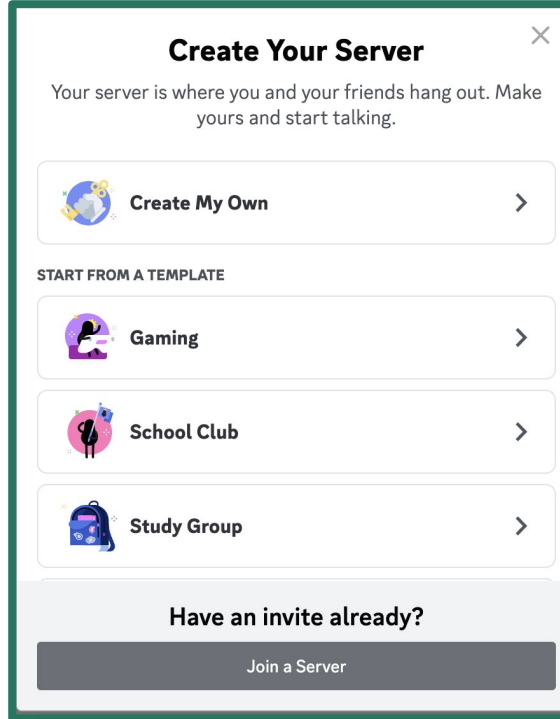 Create Your Server
Your server is where you and your friends hang out. Make
yours and start talking.
Create My Own
START FROM A TEMPLATE
Gaming
School Club
Study Group
Have an invite already?
Join a Server